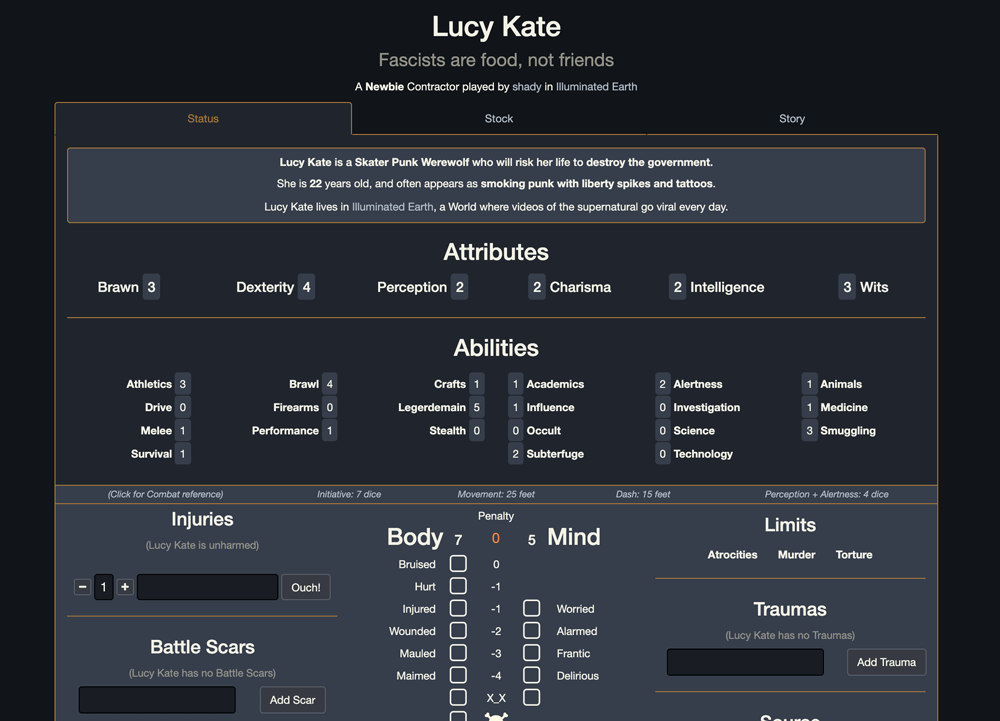 Lucy Kate
Fascists are food, not friends
A Newbie Contractor played by shady in Illuminated Earth
Status Stock Story
Lucy Kate is a Skater Punk Werewolf who will risk her life to destroy the government.
She is 22 years old, and often appears as smoking punk with liberty spikes and tattoos.
Lucy Kate lives in Illuminated Earth, a World where videos of the supernatural go viral every day.
Attributes
Brawn 3 Dexterity 4 Perception 2 2 Charisma 2 Intelligence 3 Wits
Abilities
Athletics 3 Brawl 4 Crafts 1 1 Academics 2 Alertness 1 Animals
Drive 0 Firearms 0 Legerdemain 5 1 Influence 0 Investigation 1 Medicine
Melee 1 Performance 1 Stealth 0 0 Occult 0 Science 3 Smuggling
Survival 1 2 Subterfuge 0 Technology
(Click for Combat reference) Initiative: 7 dice Movement: 25 feet Dash: 15 feet Perception + Alertness: 4 dice
Injuries
(Lucy Kate is unharmed)
− 1 + Ouch!
Battle Scars
(Lucy Kate has no Battle Scars)
Add Scar
Penalty
Body 7 0 5 Mind
Bruised 0
Hurt -1
Injured -1 Worried
Wounded -2 Alarmed
Mauled -3 Frantic
Maimed -4 Delirious
X_X
Limits
Atrocities Murder Torture
Traumas
(Lucy Kate has no Traumas)
Add Trauma
Source